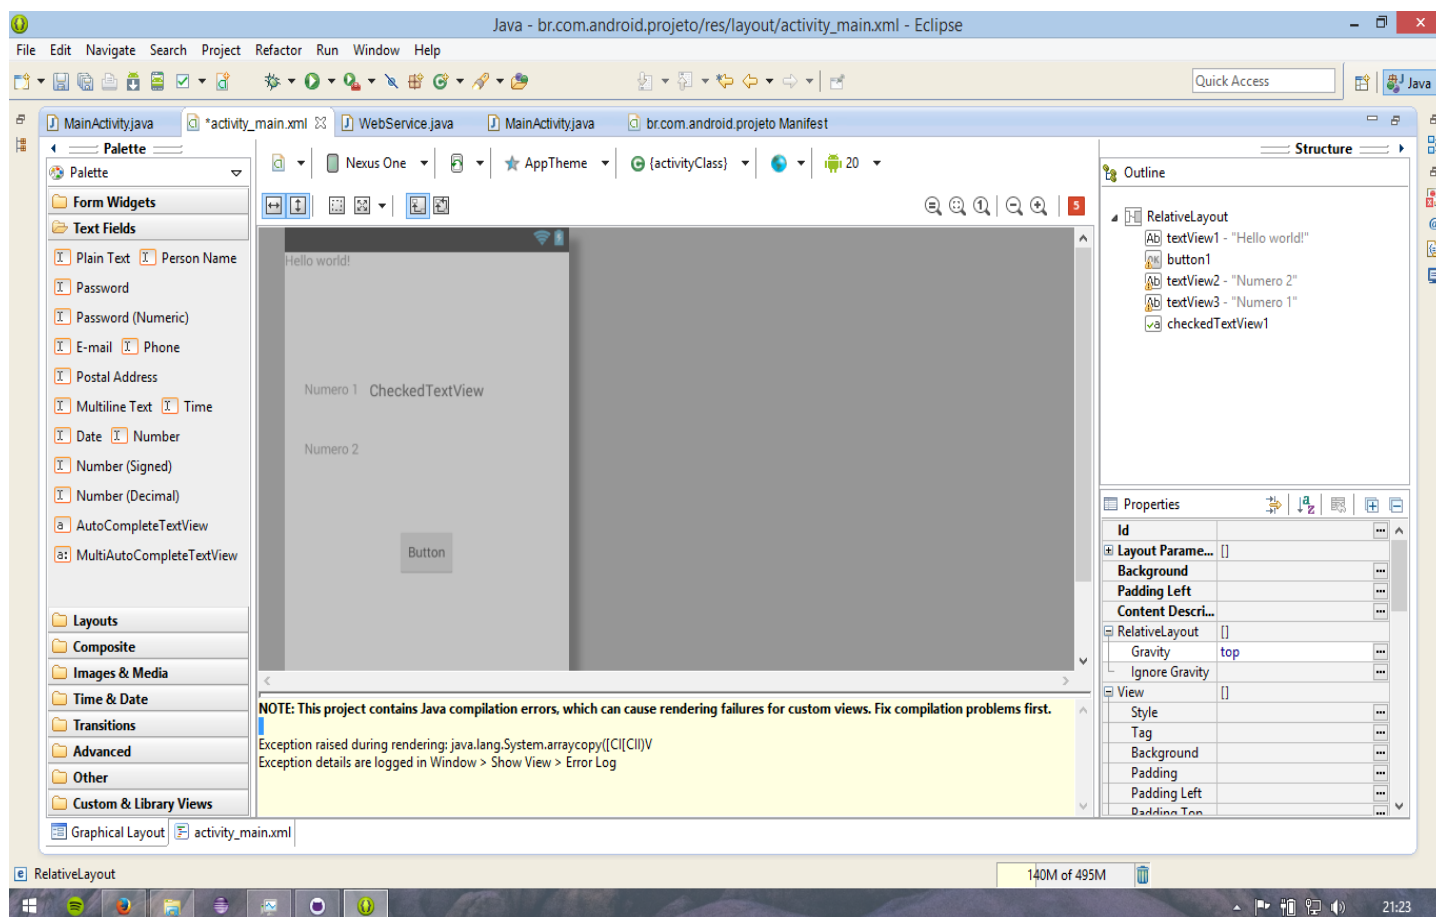 Java - br.com.android.projeto/res/layout/activity_main.xml - Eclipse
File Edit Navigate Search Project Refactor Run Window Help
Quick Access
Java
MainActivity.java
*activity_main.xml
WebService.java
MainActivity.java
br.com.android.projeto Manifest
Palette
Palette
Form Widgets
Text Fields
Plain Text Person Name
Password
Password (Numeric)
E-mail Phone
Postal Address
Multiline Text Time
Date Number
Number (Signed)
Number (Decimal)
AutoCompleteTextView
MultiAutoCompleteTextView
Layouts
Composite
Images & Media
Time & Date
Transitions
Advanced
Other
Custom & Library Views
Nexus One AppTheme {activityClass} 20
5
Hello world!
Numero 1 CheckedTextView
Numero 2
Button
NOTE: This project contains Java compilation errors, which can cause rendering failures for custom views. Fix compilation problems first.
Exception raised during rendering: java.lang.System.arraycopy([CI[CII)V
Exception details are logged in Window > Show View > Error Log
Graphical Layout activity_main.xml
Structure
Outline
RelativeLayout
Ab textView1 - "Hello world!"
OK button1
Ab textView2 - "Numero 2"
Ab textView3 - "Numero 1"
checkedTextView1
Properties
Id
Layout Parame... []
Background
Padding Left
Content Descri...
RelativeLayout []
Gravity top
Ignore Gravity
View []
Style
Tag
Background
Padding
Padding Left
Padding Top
RelativeLayout
140M of 495M
21:23